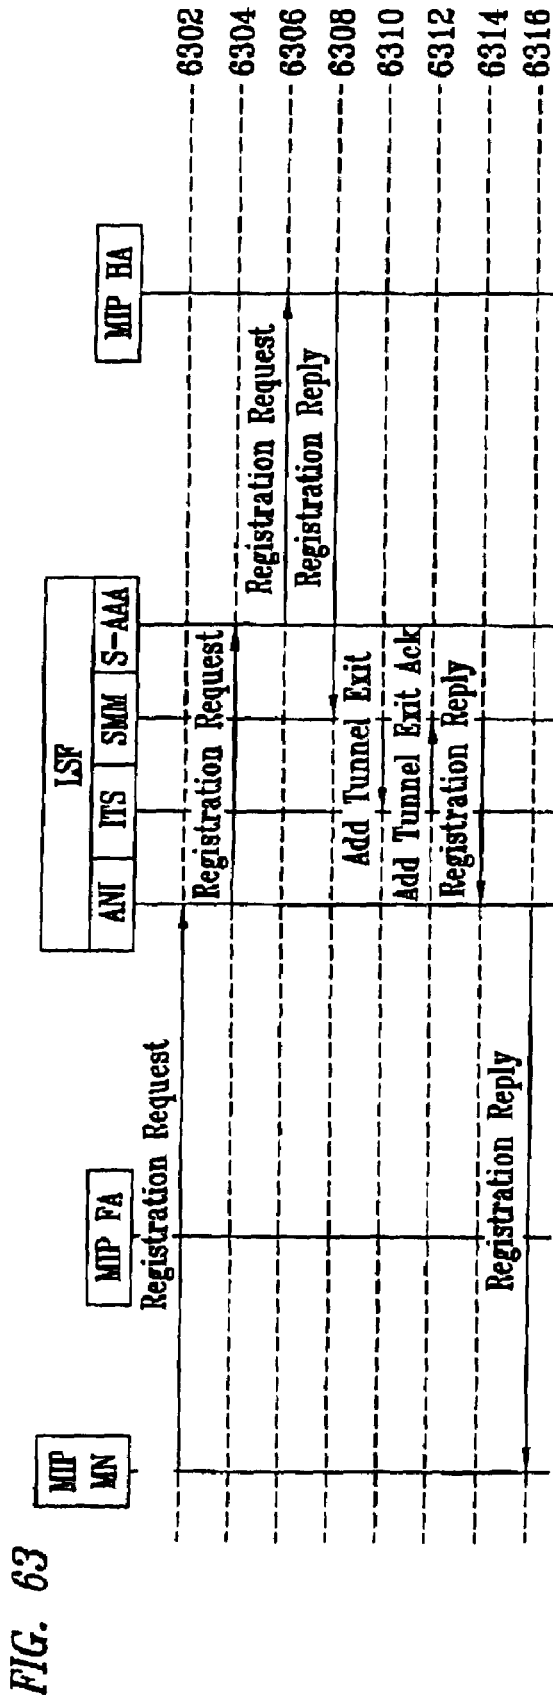 FIG. 63
MIP
MN
MIP FA
LSF
ANI
ITS
SMM
S-AAA
MIP HA
Registration Request
6302
Registration Request
6304
Registration Request
6306
Registration Reply
6308
Add Tunnel Exit
6310
Add Tunnel Exit Ack
6312
Registration Reply
6314
Registration Reply
6316